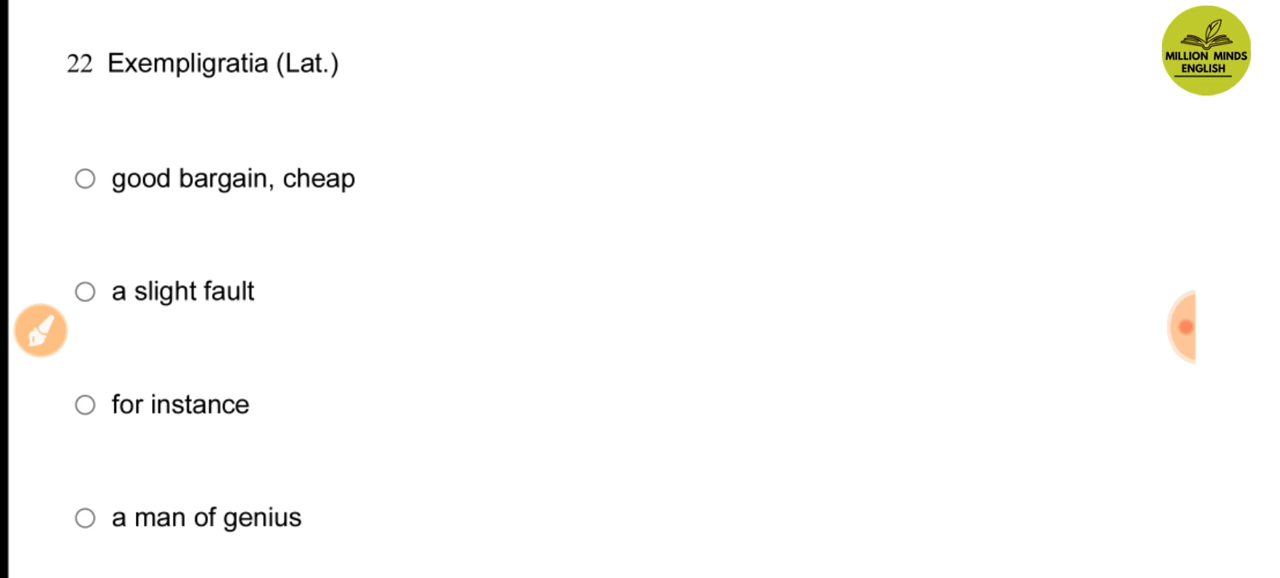 22 Exempligratia (Lat.)
MILLION MINDS
ENGLISH
good bargain, cheap
a slight fault
for instance
a man of genius